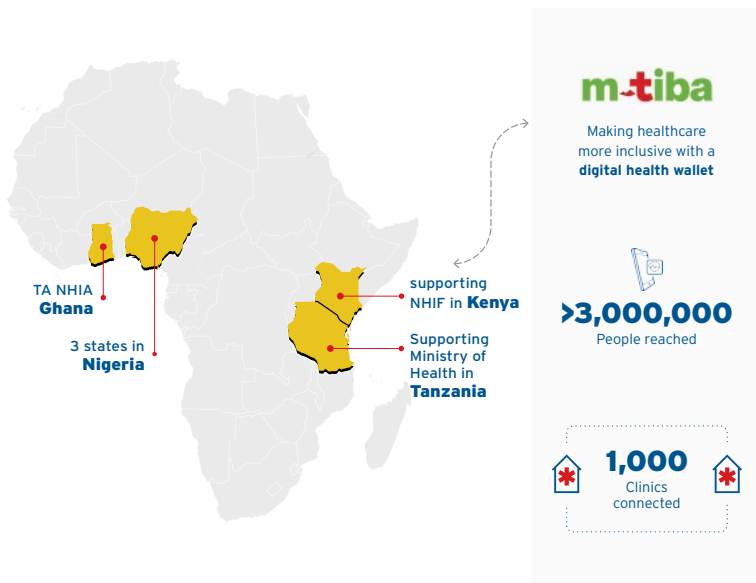 TA NHIA
Ghana
3 states in
Nigeria
supporting
NHIF in Kenya
Supporting
Ministry of
Health in
Tanzania
m-tiba
Making healthcare
more inclusive with a
digital health wallet
>3,000,000
People reached
1,000
Clinics
connected